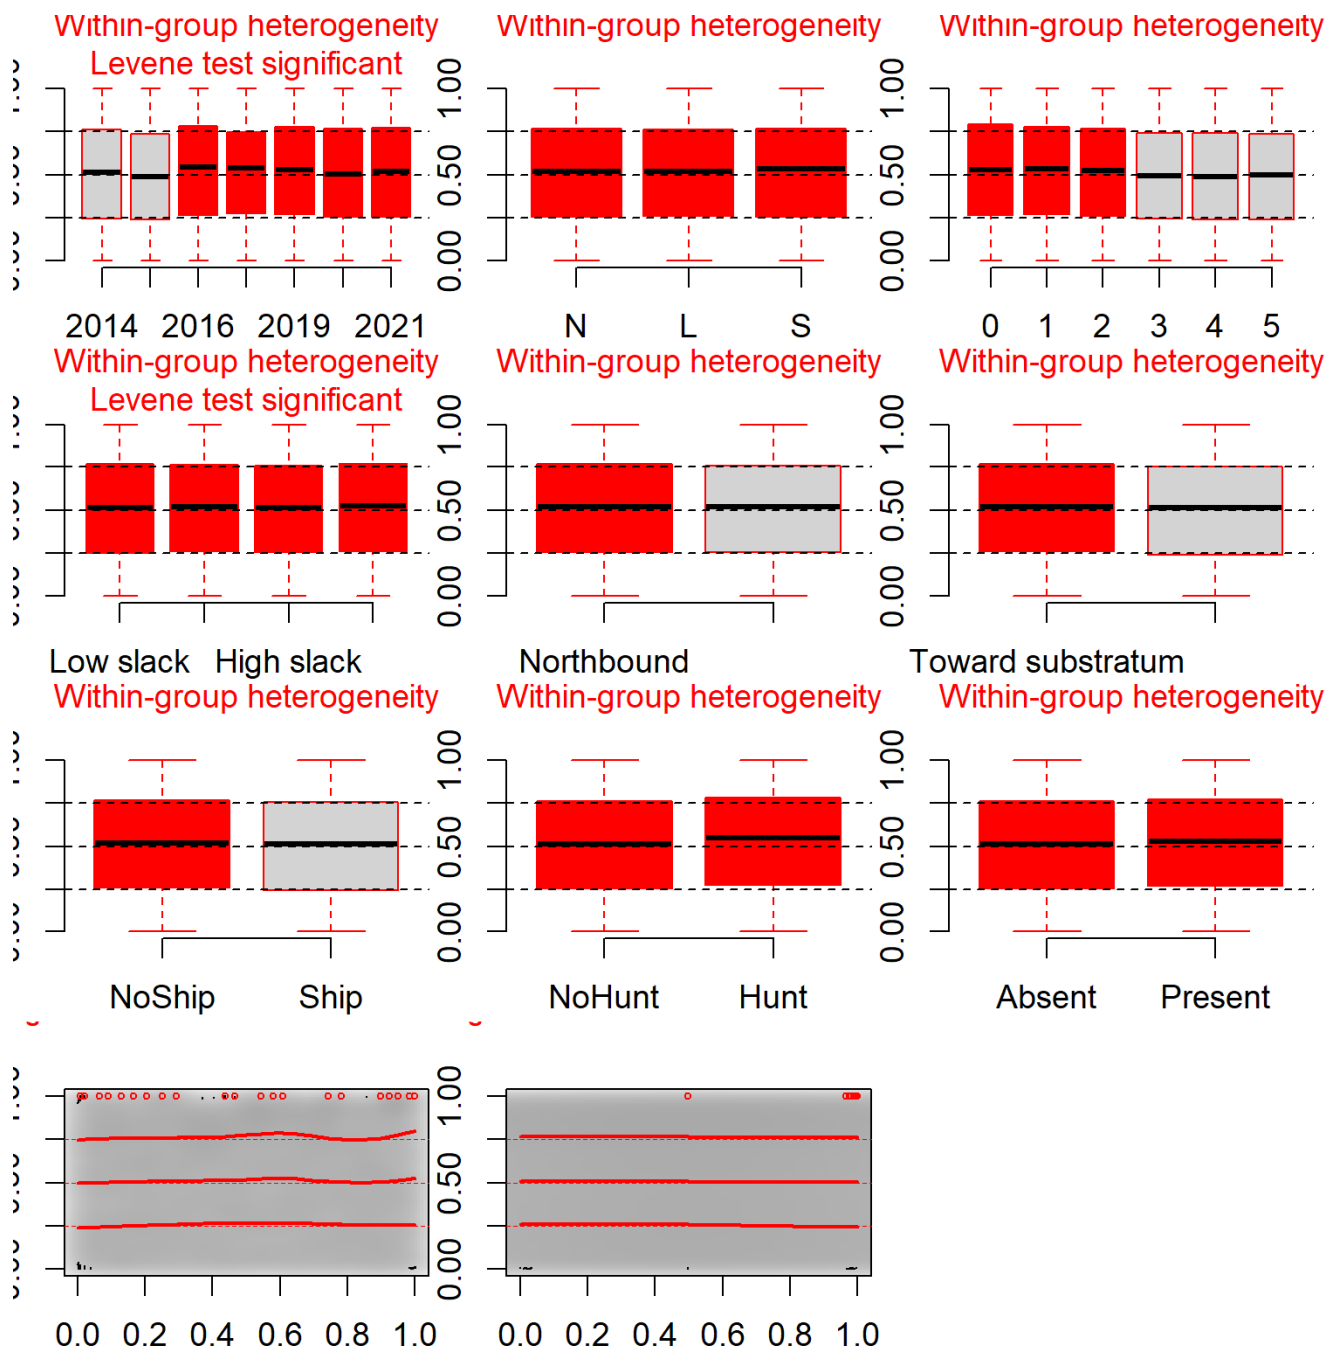 Within-group heterogeneity Within-group heterogeneity Within-group heterogeneity
Levene test significant
0.00 0.50 1.00
0.00 0.50 1.00
2014 2016 2019 2021
N L S
0 1 2 3 4 5
Within-group heterogeneity Within-group heterogeneity Within-group heterogeneity
Levene test significant
0.00 0.50 1.00
0.00 0.50 1.00
Low slack High slack
Northbound
Toward substratum
Within-group heterogeneity Within-group heterogeneity Within-group heterogeneity
0.00 0.50 1.00
0.00 0.50 1.00
NoShip Ship
NoHunt Hunt
Absent Present
0.00 0.50 1.00
0.0 0.2 0.4 0.6 0.8 1.0
0.0 0.2 0.4 0.6 0.8 1.0